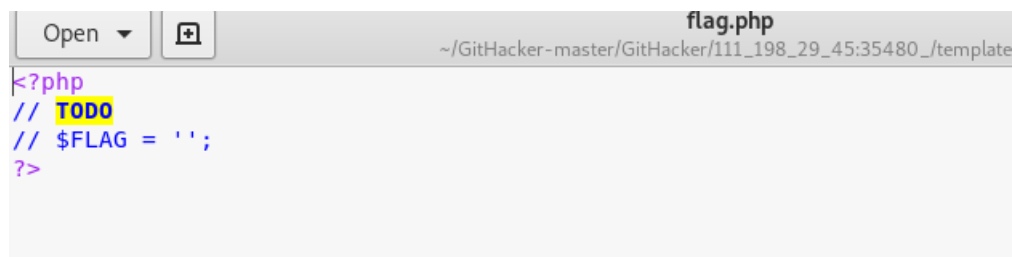 Open
flag.php
~/GitHacker-master/GitHacker/111_198_29_45:35480_/template
<?php
// TODO
// $FLAG = '';
?>